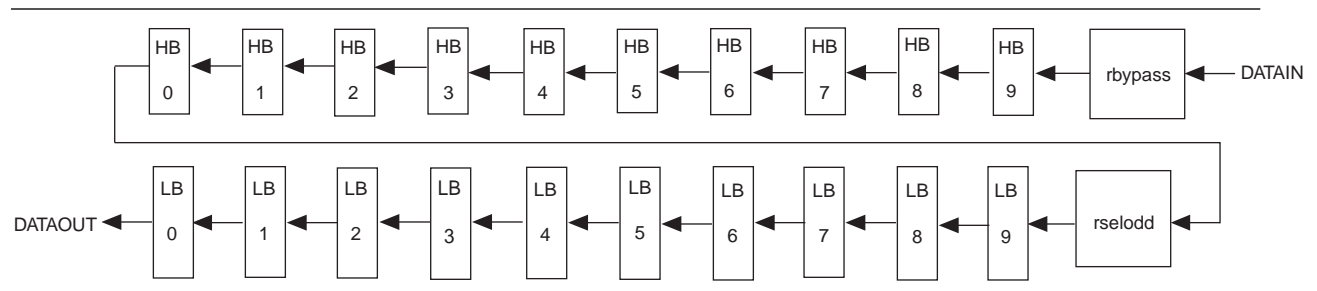 HB HB HB HB HB HB HB HB HB HB
0 1 2 3 4 5 6 7 8 9 rbypass DATAIN
LB LB LB LB LB LB LB LB LB LB
DATAOUT 0 1 2 3 4 5 6 7 8 9 rselodd